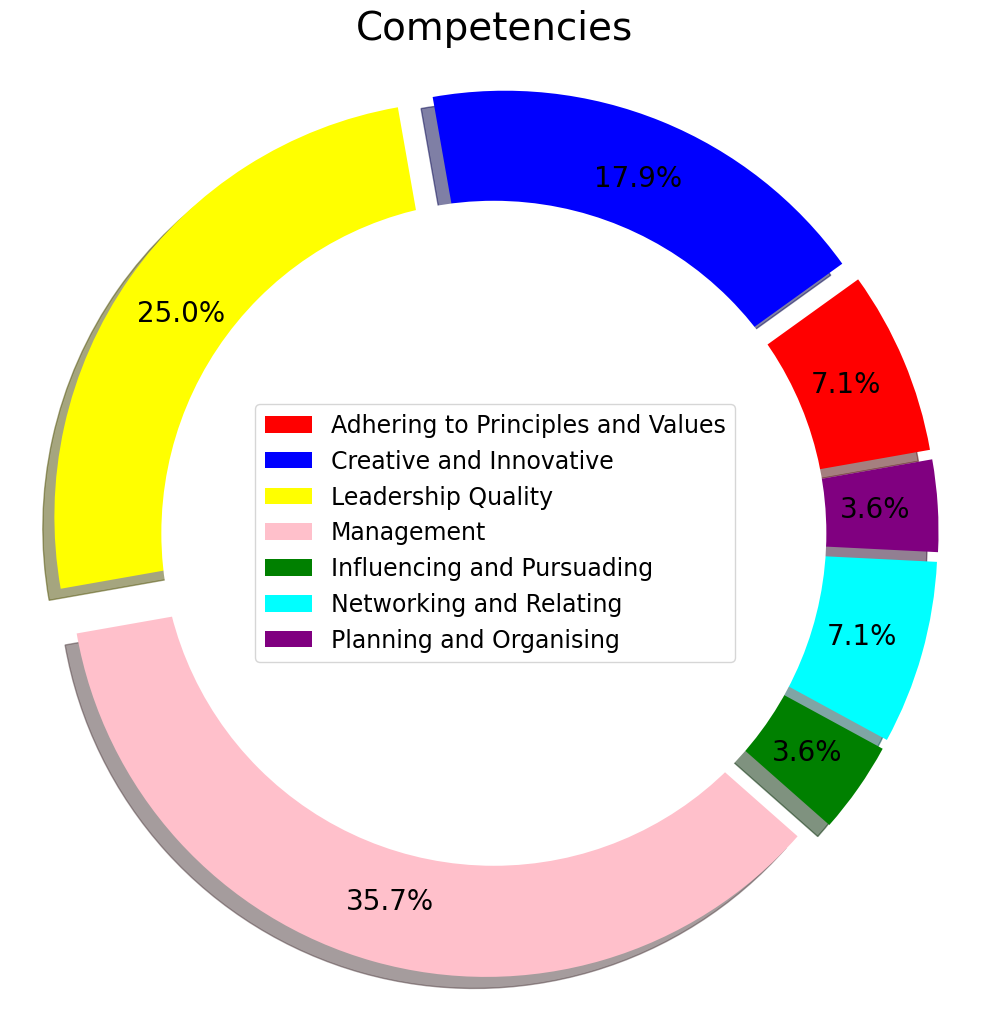 Competencies
17.9%
25.0%
7.1%
3.6%
7.1%
3.6%
35.7%
Adhering to Principles and Values
Creative and Innovative
Leadership Quality
Management
Influencing and Pursuading
Networking and Relating
Planning and Organising